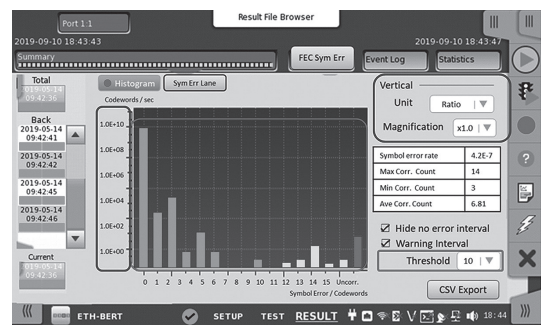 Port 1:1
Result File Browser
2019-09-10 18:43:43
2019-09-10 18:43:47
Summary
FEC Sym Err
Event Log
Statistics
Total
2019-05-14
09:42:36
Back
2019-05-14
09:42:41
2019-05-14
09:42:42
2019-05-14
09:42:45
2019-05-14
09:42:46
Current
2019-05-14
09:42:36
Histogram
Sym Err Lane
Codewords / sec
1.0E+10
1.0E+08
1.0E+06
1.0E+04
1.0E+02
1.0E+00
0 1 2 3 4 5 6 7 8 9 10 11 12 13 14 15 Uncorr.
Symbol Error / Codewords
Vertical
Unit Ratio
Magnification x1.0
Symbol error rate 4.2E-7
Max Corr. Count 14
Min Corr. Count 3
Ave Corr. Count 6.81
Hide no error interval
Warning Interval
Threshold 10
CSV Export
ETH-BERT
SETUP TEST RESULT
18:44